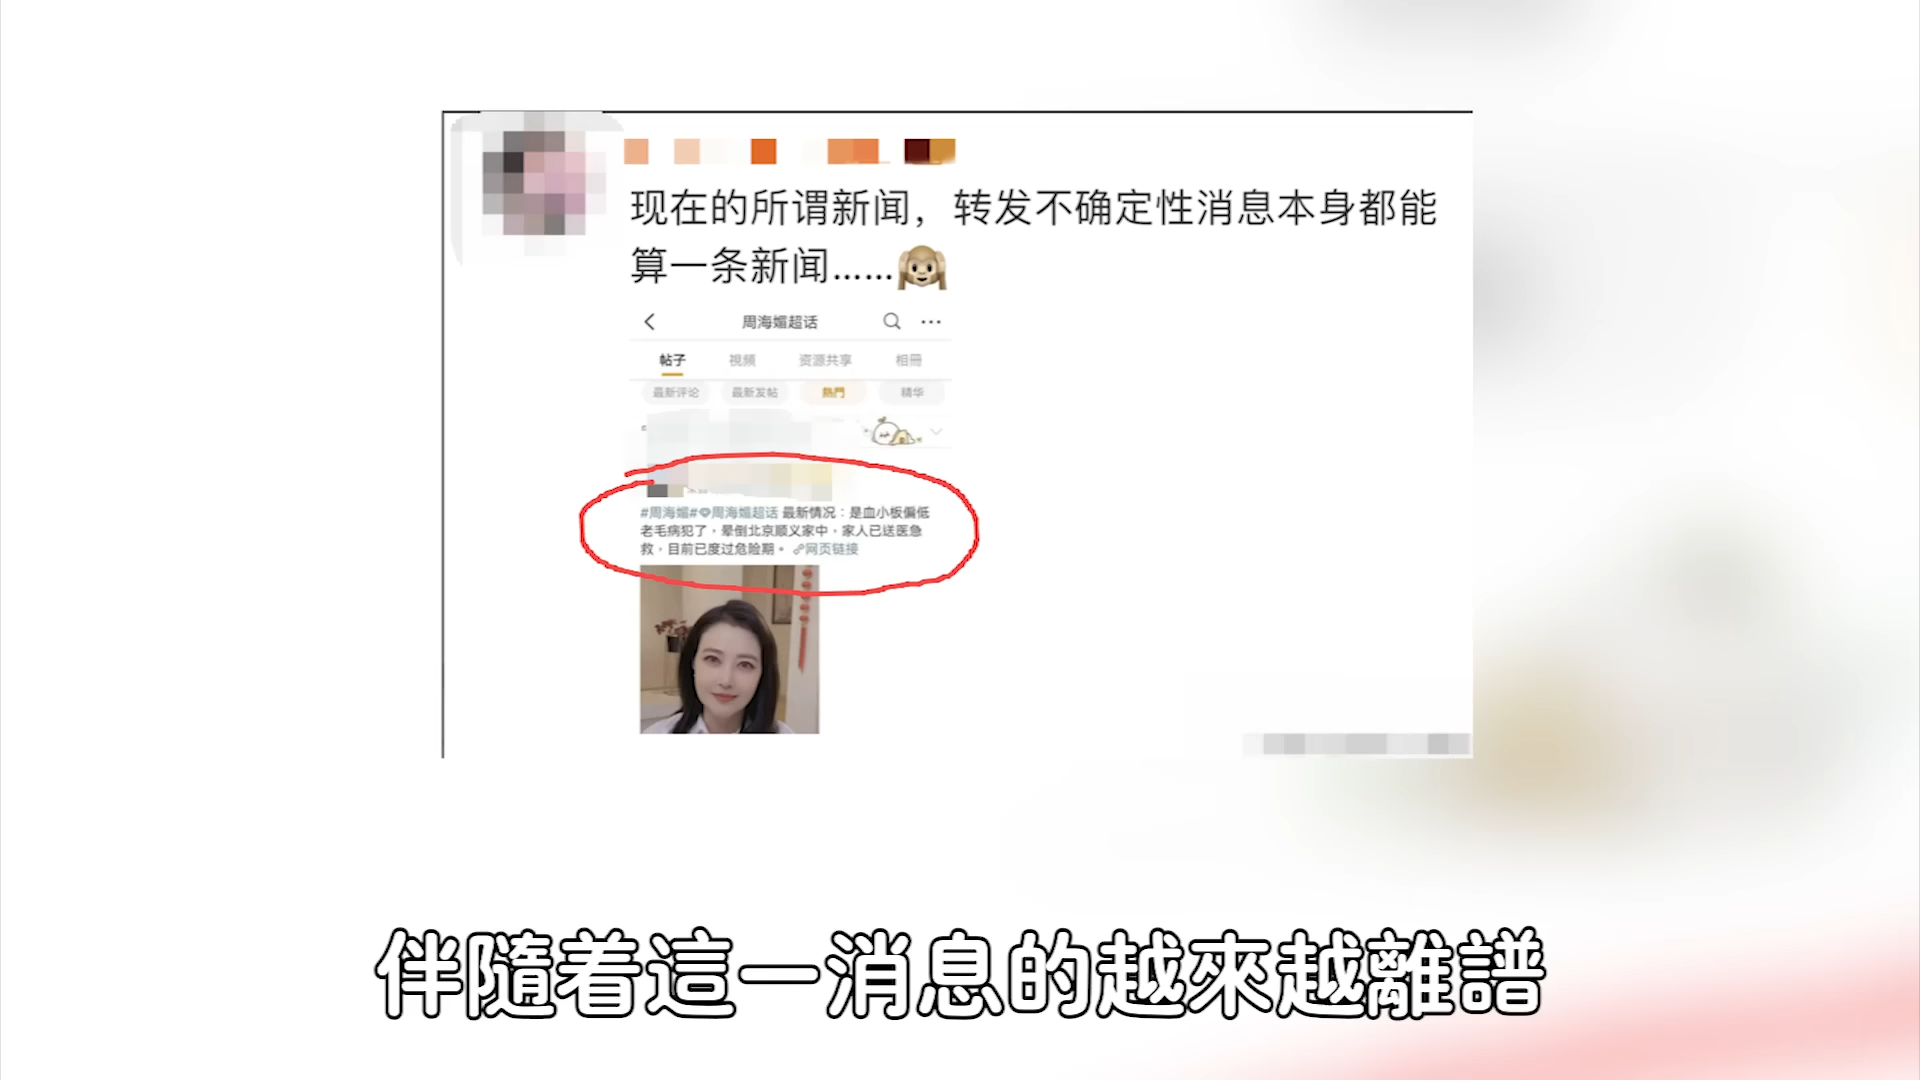 现在的所谓新闻，转发不确定性消息本身都能
算一条新闻……
周海媚超话
帖子 视频 资源共享 相册
最新评论 最新发帖 热門 精华
#周海媚#周海媚超话 最新情况：是血小板偏低
老毛病犯了，晕倒北京顺义家中，家人已送医急
救，目前已度过危险期。网页链接
伴隨着這一消息的越來越離譜